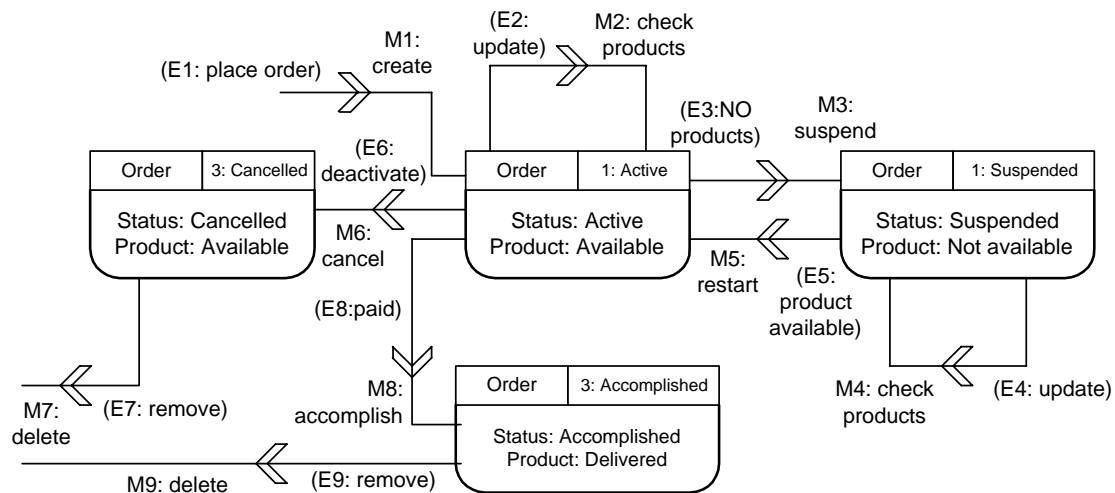 (E1: place order)
M1:
create
(E2:
update)
M2: check
products
(E3:NO
products)
M3:
suspend
Order
3: Cancelled
Status: Cancelled
Product: Available
(E6:
deactivate)
M6:
cancel
Order
1: Active
Status: Active
Product: Available
Order
1: Suspended
Status: Suspended
Product: Not available
M5:
restart
(E5:
product
available)
(E8:paid)
M8:
accomplish
Order
3: Accomplished
Status: Accomplished
Product: Delivered
M4: check
products
(E4: update)
M7:
delete
(E7: remove)
M9: delete
(E9: remove)